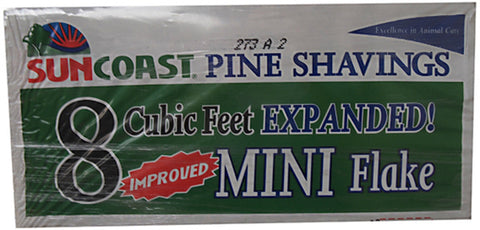 273 A 2
Excellence in Animal Care
SUNCOAST® PINE SHAVINGS
8 Cubic Feet EXPANDED!
IMPROVED MINI Flake